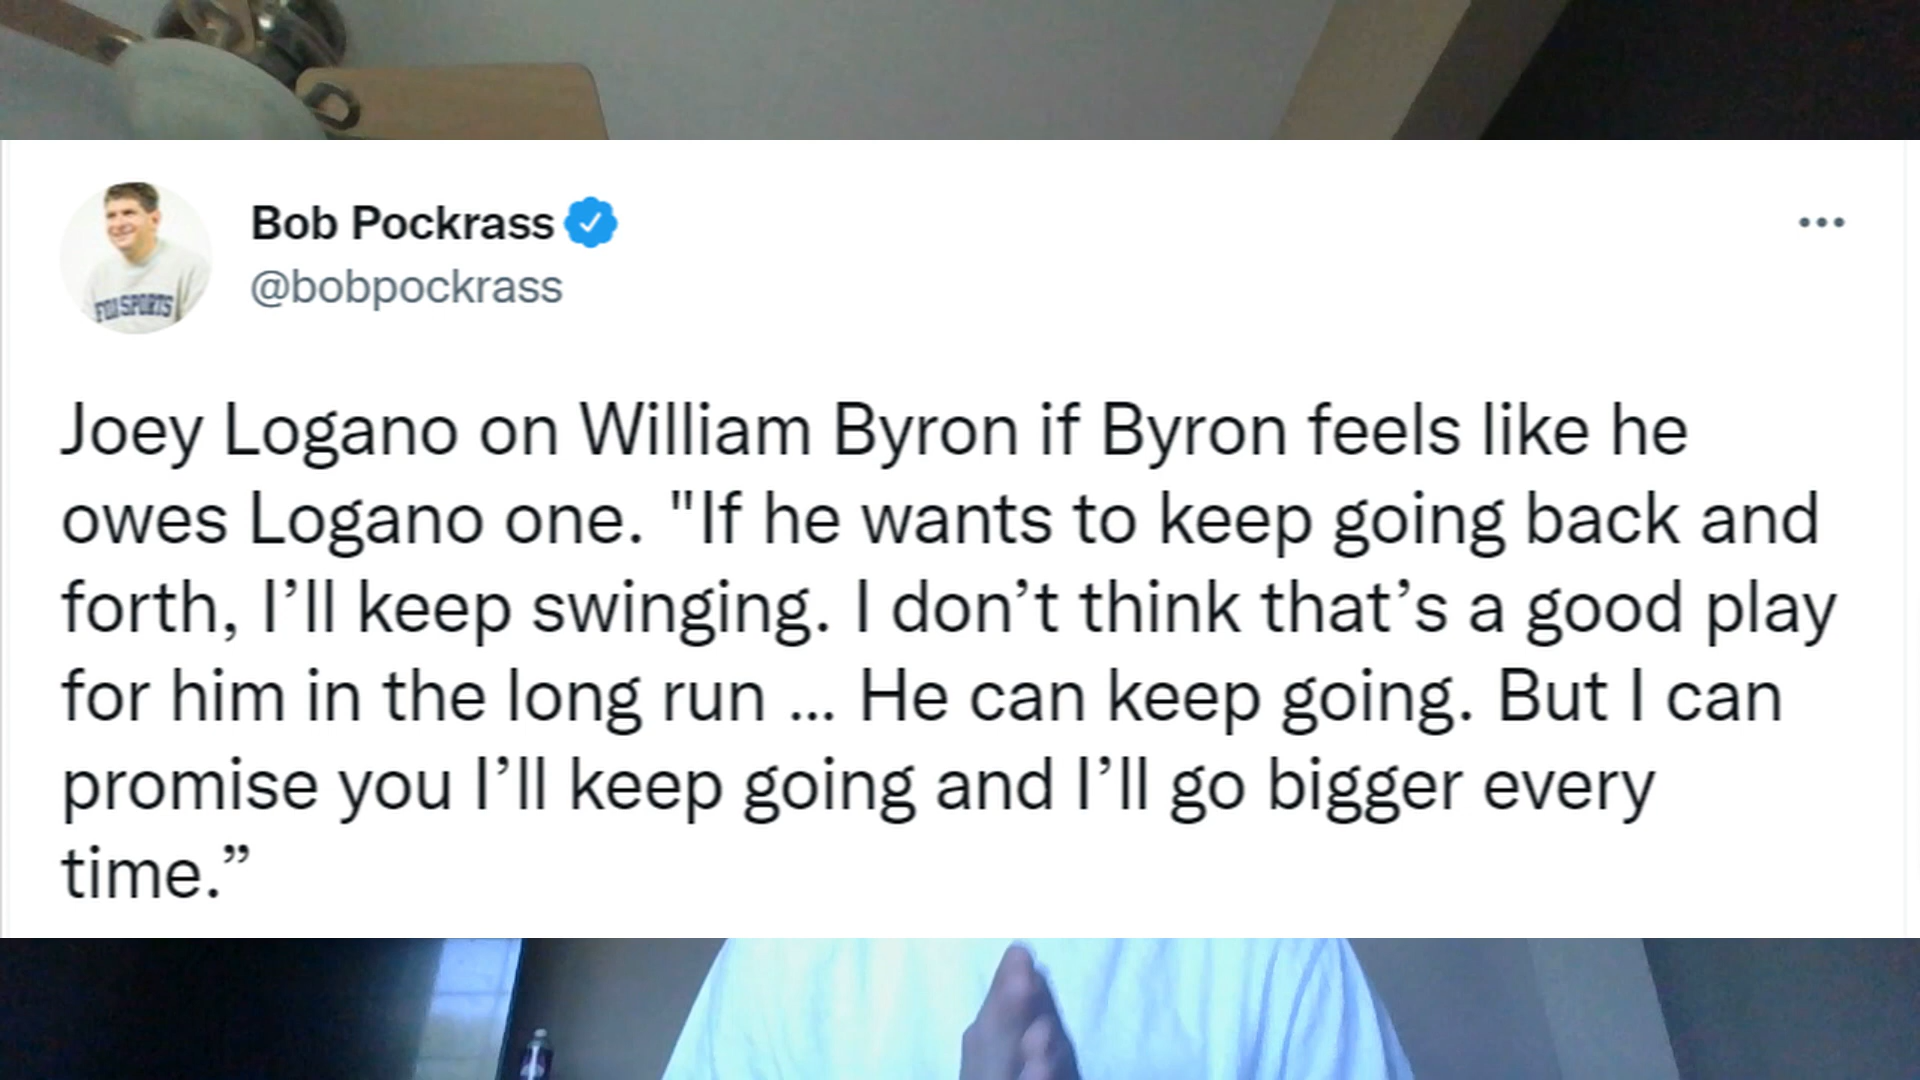 Bob Pockrass
@bobpockrass
FOX SPORTS
Joey Logano on William Byron if Byron feels like he
owes Logano one. "If he wants to keep going back and
forth, I’ll keep swinging. I don’t think that’s a good play
for him in the long run ... He can keep going. But I can
promise you I’ll keep going and I’ll go bigger every
time.”